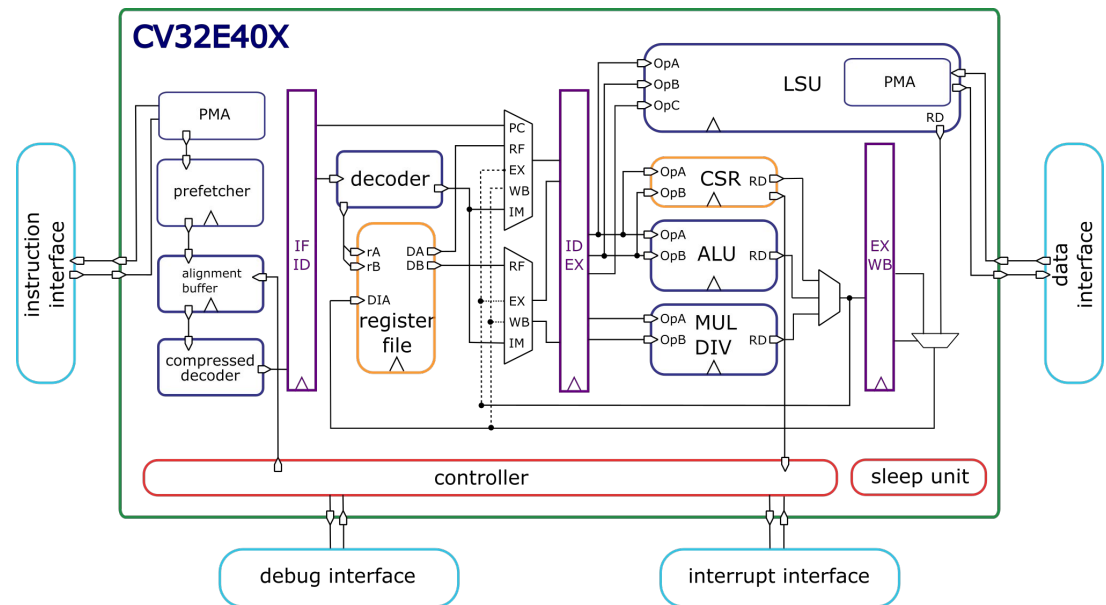 CV32E40X
PMA
prefetcher
alignment
buffer
compressed
decoder
instruction
interface
IF
ID
decoder
rA
rB
DIA
DA
DB
register
file
PC
RF
EX
WB
IM
RF
EX
WB
IM
ID
EX
OpA
OpB
OpC
LSU
PMA
RD
OpA
OpB
CSR
RD
OpA
OpB
ALU
RD
OpA
OpB
MUL
DIV
RD
EX
WB
data
interface
controller
sleep unit
debug interface
interrupt interface